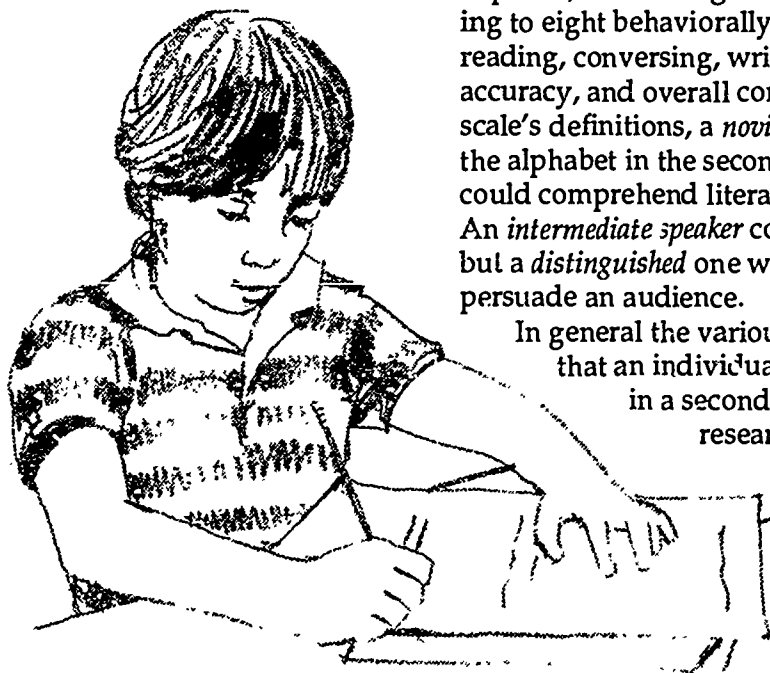 ing to eight behaviorally
reading, conversing, wri
accuracy, and overall co
scale's definitions, a novi
the alphabet in the secon
could comprehend litera
An intermediate speaker co
but a distinguished one w
persuade an audience.
In general the variou
that an individua
in a second
resear